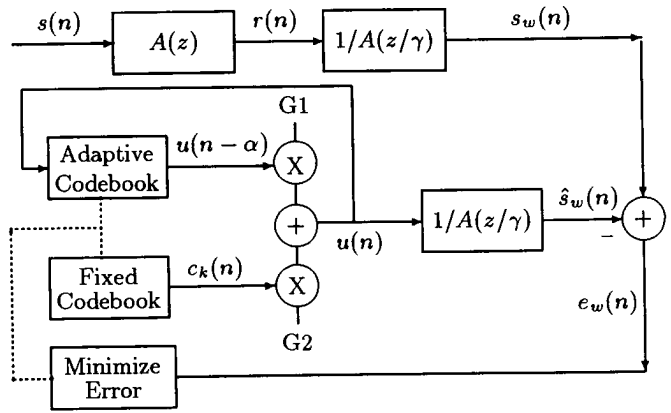 s(n)
A(z)
r(n)
1/A(z/γ)
s_w(n)
G1
Adaptive
Codebook
u(n − α)
X
+
u(n)
1/A(z/γ)
ŝ_w(n)
−
+
Fixed
Codebook
c_k(n)
X
G2
e_w(n)
Minimize
Error